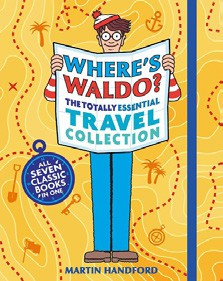 WHERE'S
WALDO?
THE TOTALLY ESSENTIAL
TRAVEL
COLLECTION
ALL
SEVEN
CLASSIC
BOOKS
IN ONE
MARTIN HANDFORD